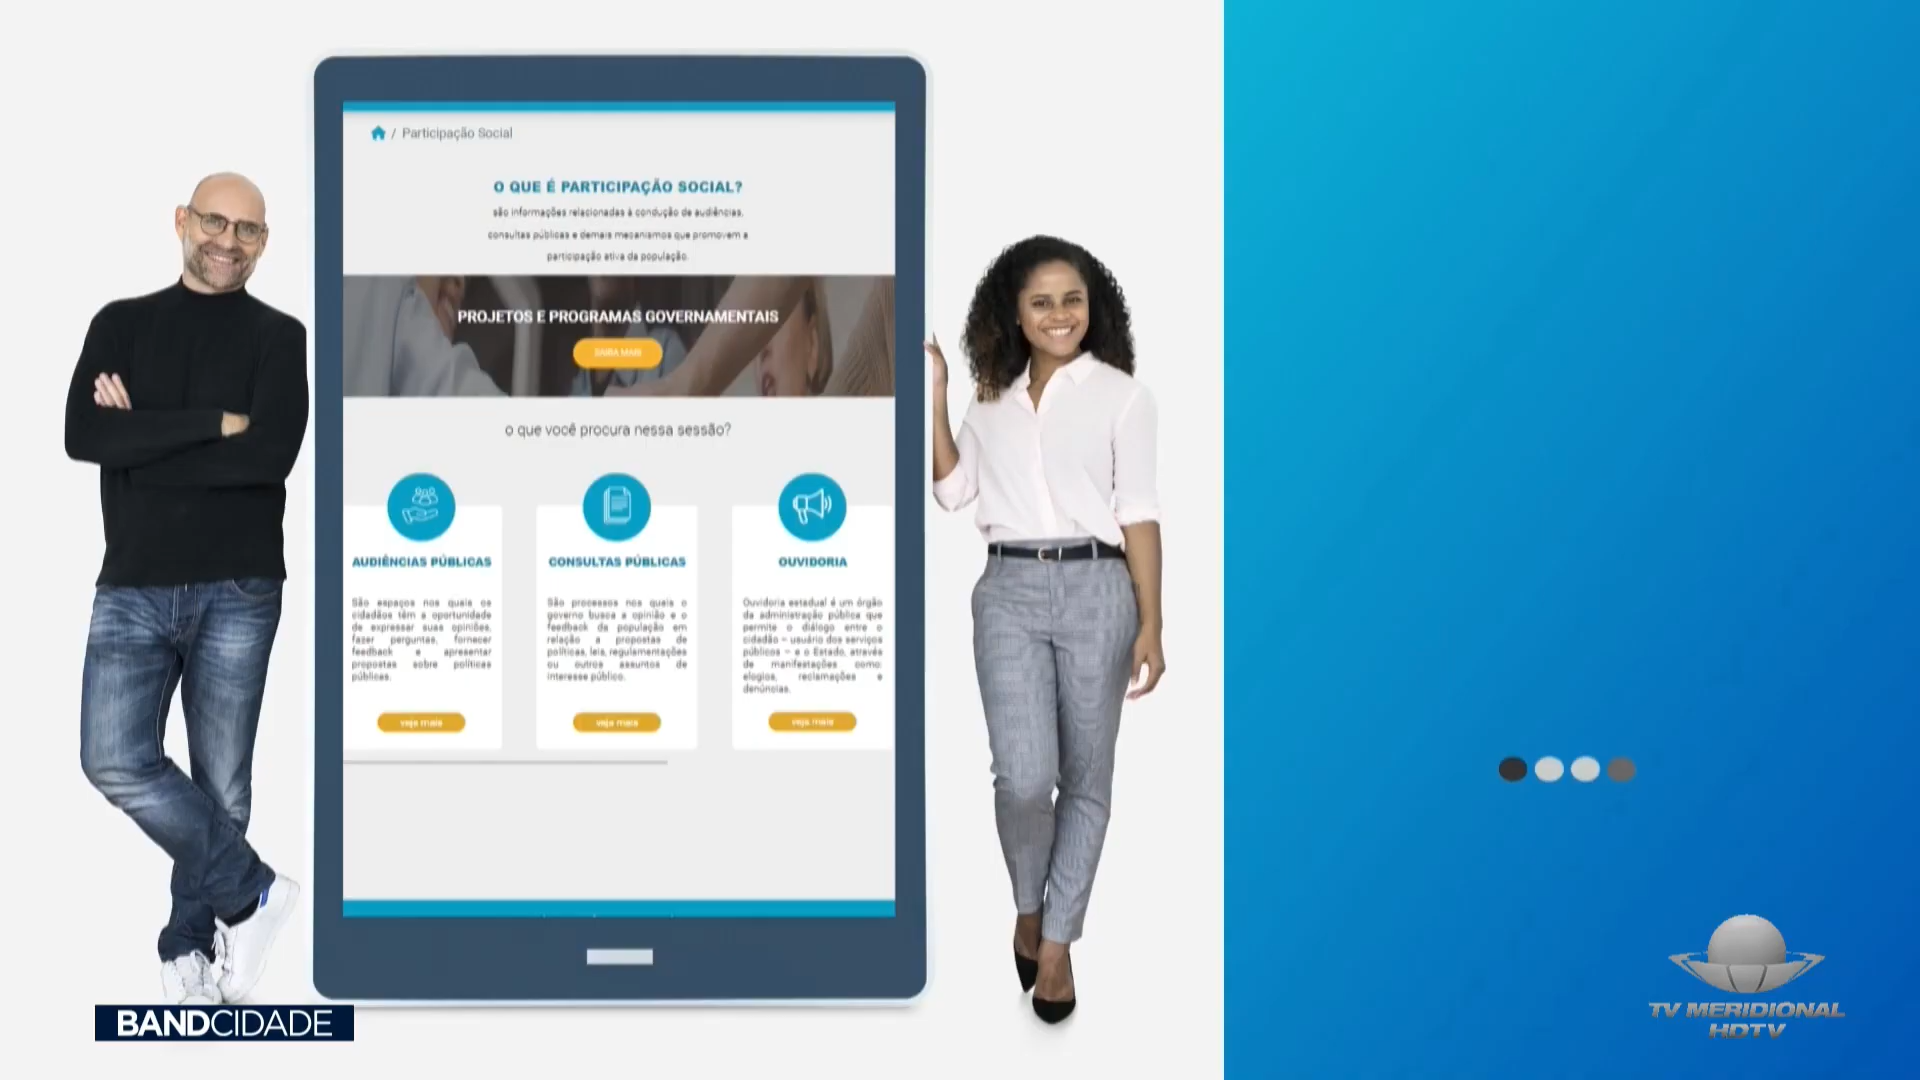 / Participação Social
O QUE É PARTICIPAÇÃO SOCIAL?
são informações relacionadas à condução de audiências,
consultas públicas e demais mecanismos que promovem a
participação ativa da população.
PROJETOS E PROGRAMAS GOVERNAMENTAIS
SAIBA MAIS
o que você procura nessa sessão?
AUDIÊNCIAS PÚBLICAS
São espaços nos quais os
cidadãos têm a oportunidade
de expressar suas opiniões,
fazer perguntas, fornecer
feedback e apresentar
propostas sobre políticas
públicas.
veja mais
CONSULTAS PÚBLICAS
São processos nos quais o
governo busca a opinião e o
feedback da população em
relação a propostas de
políticas, leis, regulamentações
ou outros assuntos de
interesse público.
veja mais
OUVIDORIA
Ouvidoria estadual é um órgão
da administração pública que
permite o diálogo entre o
cidadão – usuário dos serviços
públicos – e o Estado, através
de manifestações como:
elogios, reclamações e
denúncias.
veja mais
BANDCIDADE
TV MERIDIONAL
HDTV